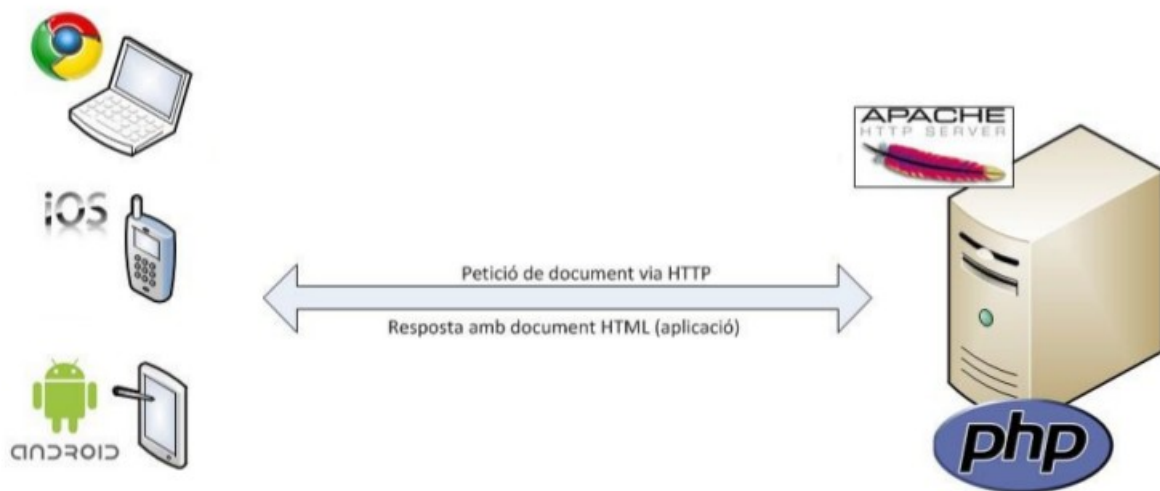 APACHE
HTTP SERVER
iOS
Petició de document via HTTP
Resposta amb document HTML (aplicació)
ANDROID
php